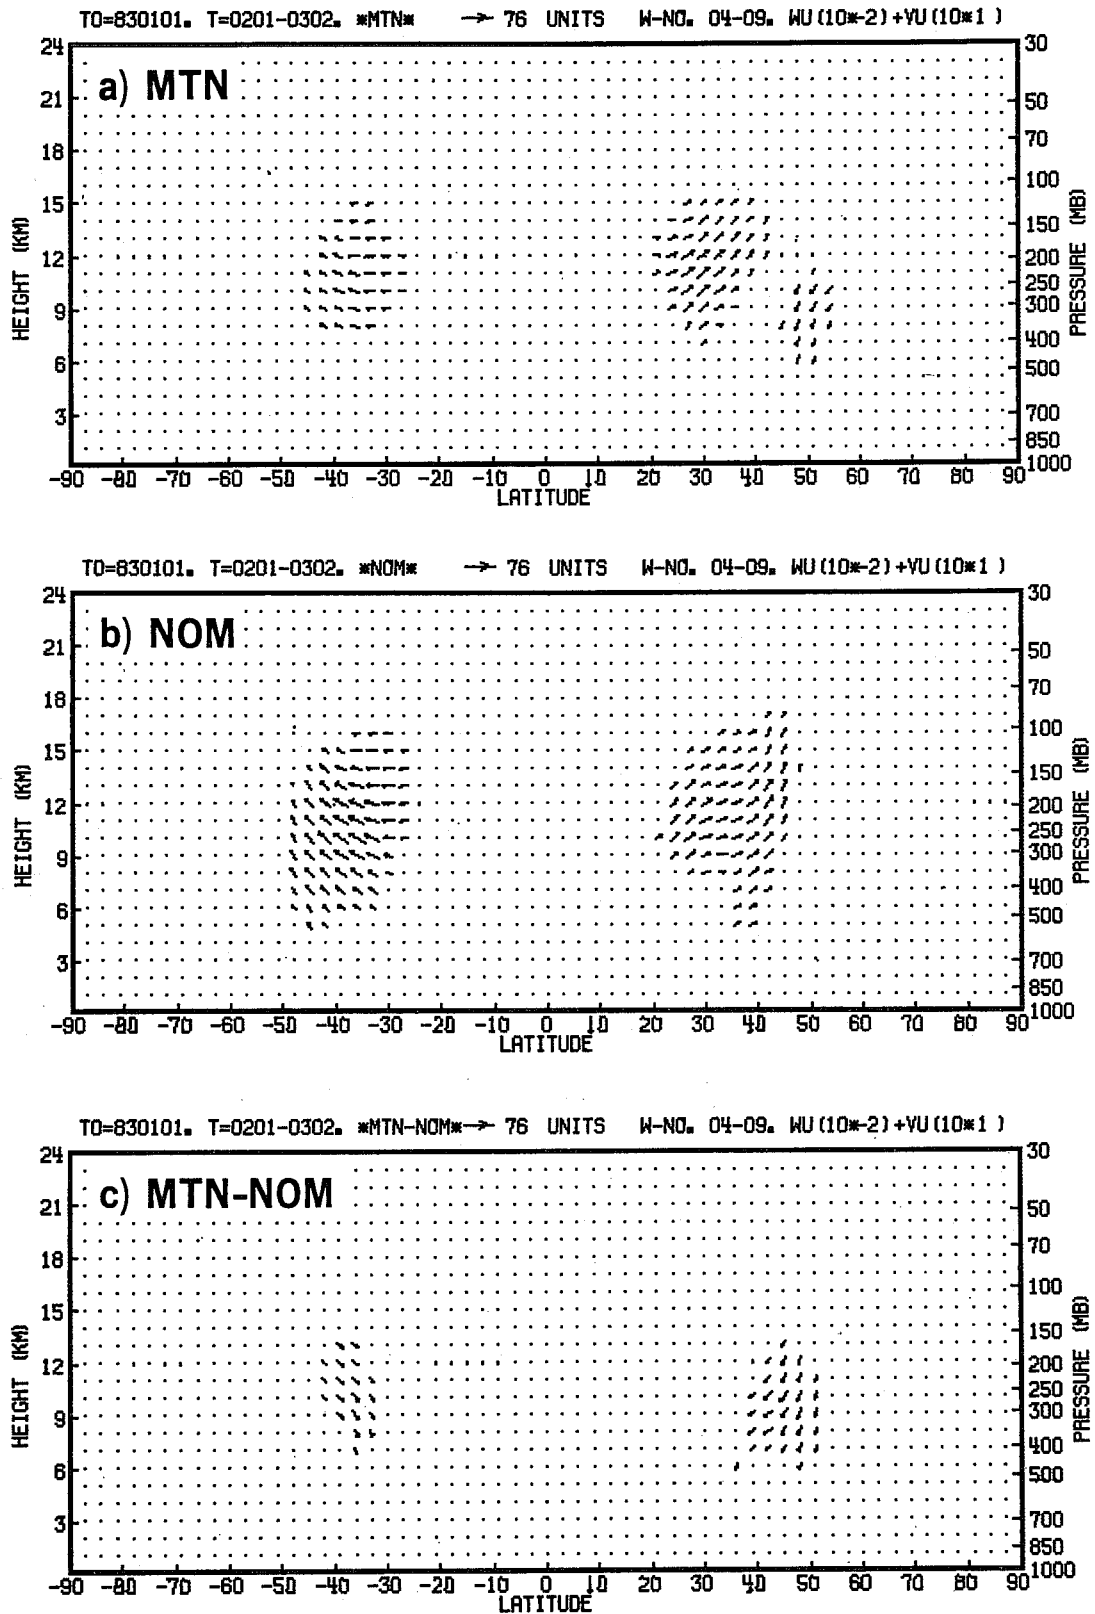 TO=830101. T=0201-0302. *MTN* → 76 UNITS W-NO. 04-09. WU(10*-2)+VU(10*1 )
a) MTN
24 21 18 15 12 9 6 3
HEIGHT (KM)
30 50 70 100 150 200 250 300 400 500 700 850 1000
PRESSURE (MB)
-90 -80 -70 -60 -50 -40 -30 -20 -10 0 10 20 30 40 50 60 70 80 90
LATITUDE
TO=830101. T=0201-0302. *NOM* → 76 UNITS W-NO. 04-09. WU(10*-2)+VU(10*1 )
b) NOM
24 21 18 15 12 9 6 3
HEIGHT (KM)
30 50 70 100 150 200 250 300 400 500 700 850 1000
PRESSURE (MB)
-90 -80 -70 -60 -50 -40 -30 -20 -10 0 10 20 30 40 50 60 70 80 90
LATITUDE
TO=830101. T=0201-0302. *MTN-NOM* → 76 UNITS W-NO. 04-09. WU(10*-2)+VU(10*1 )
c) MTN-NOM
24 21 18 15 12 9 6 3
HEIGHT (KM)
30 50 70 100 150 200 250 300 400 500 700 850 1000
PRESSURE (MB)
-90 -80 -70 -60 -50 -40 -30 -20 -10 0 10 20 30 40 50 60 70 80 90
LATITUDE